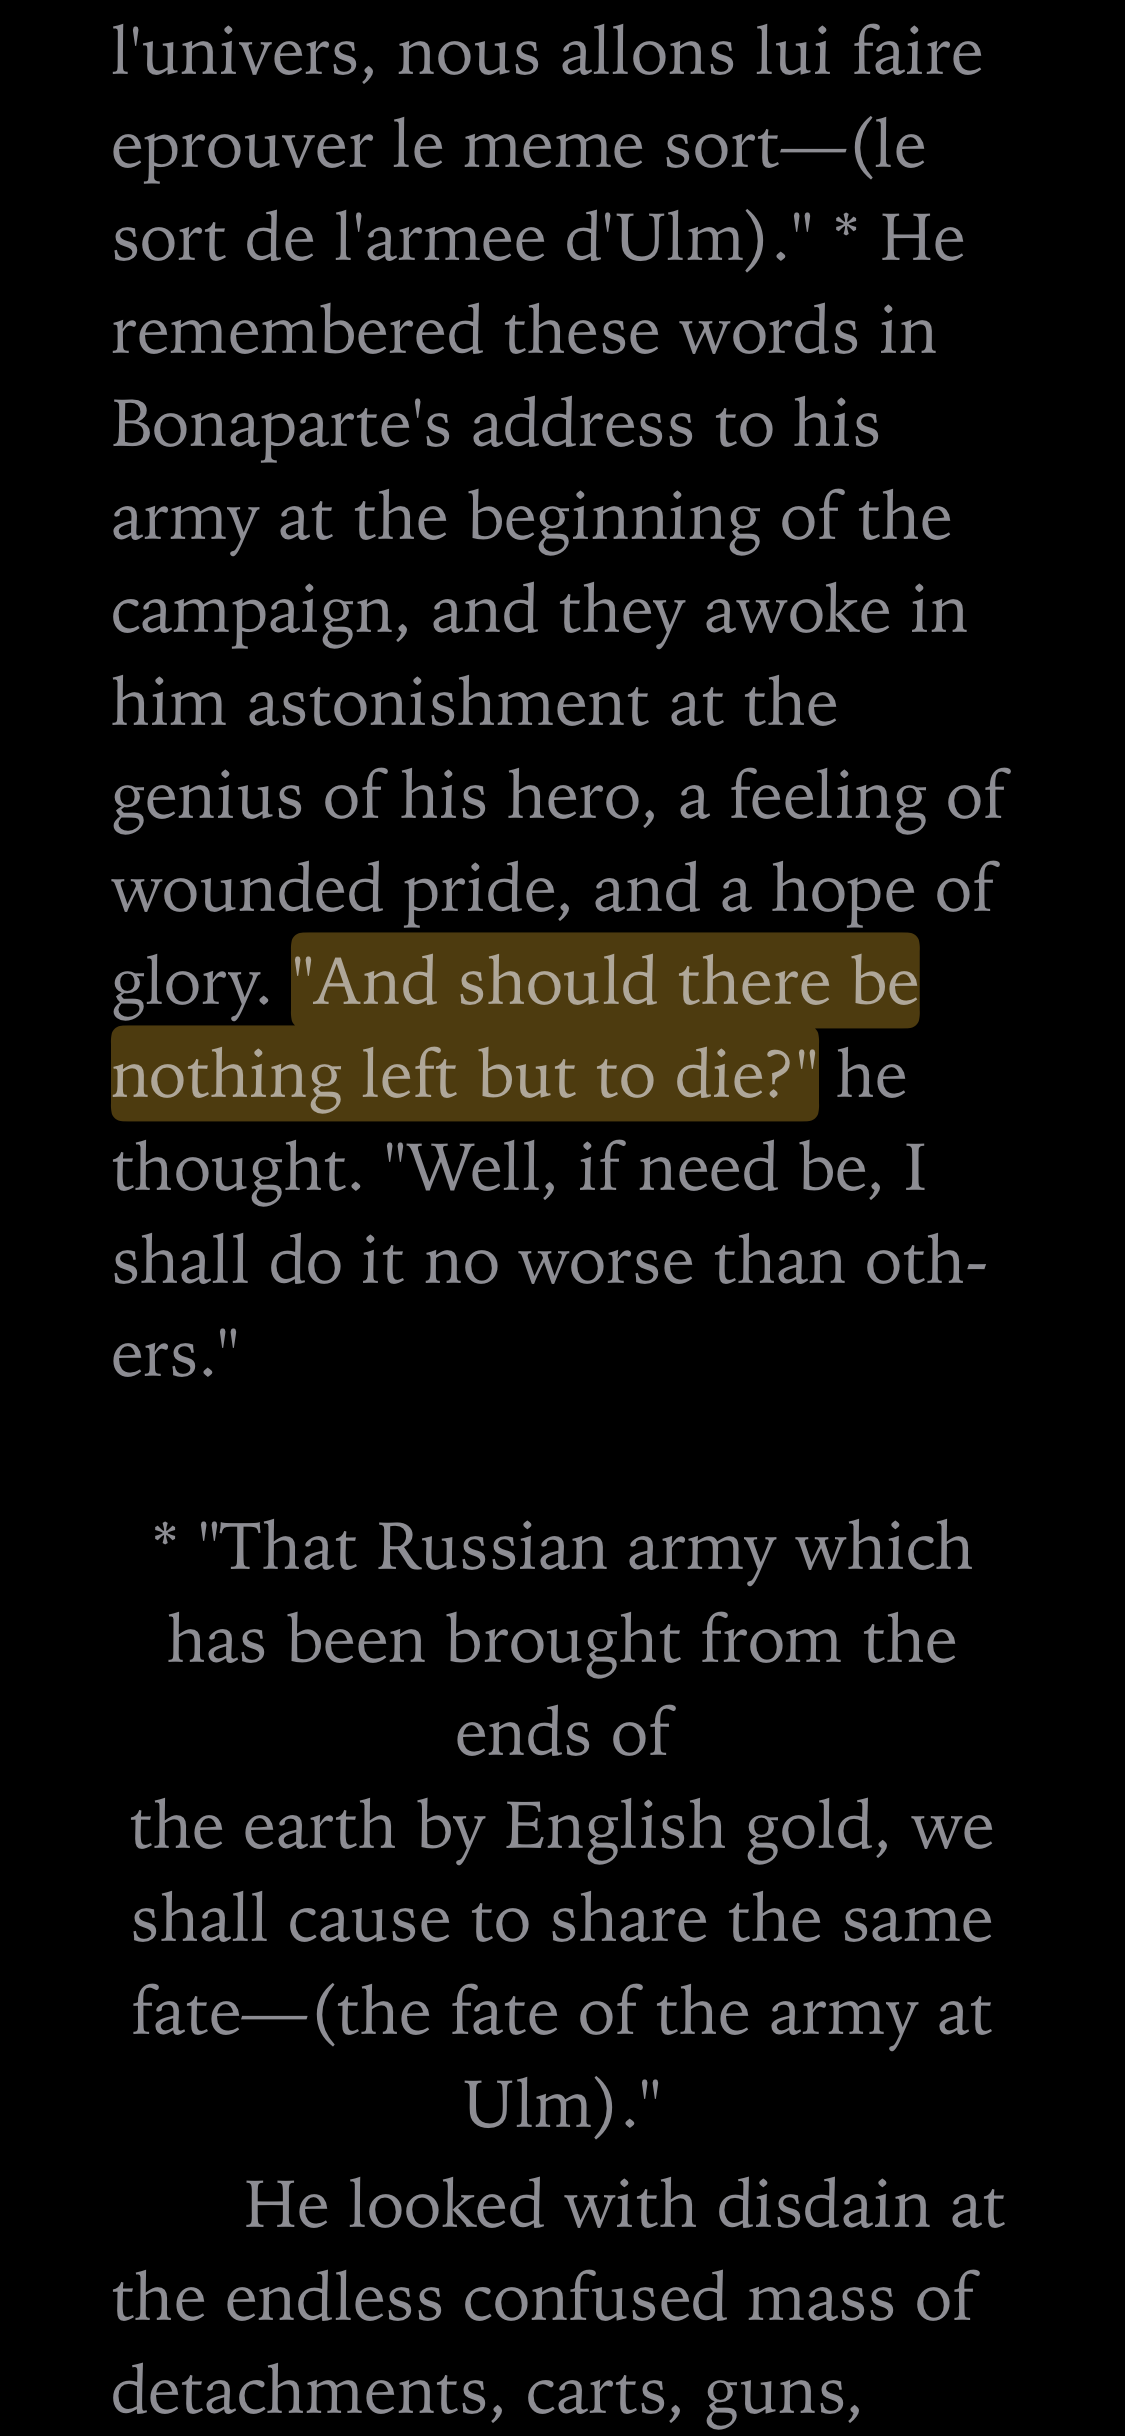 l'univers, nous allons lui faire
eprouver le meme sort—(le
sort de l'armee d'Ulm)." * He
remembered these words in
Bonaparte's address to his
army at the beginning of the
campaign, and they awoke in
him astonishment at the
genius of his hero, a feeling of
wounded pride, and a hope of
glory. "And should there be
nothing left but to die?" he
thought. "Well, if need be, I
shall do it no worse than oth-
ers."
* "That Russian army which
has been brought from the
ends of
the earth by English gold, we
shall cause to share the same
fate—(the fate of the army at
Ulm)."
He looked with disdain at
the endless confused mass of
detachments, carts, guns,